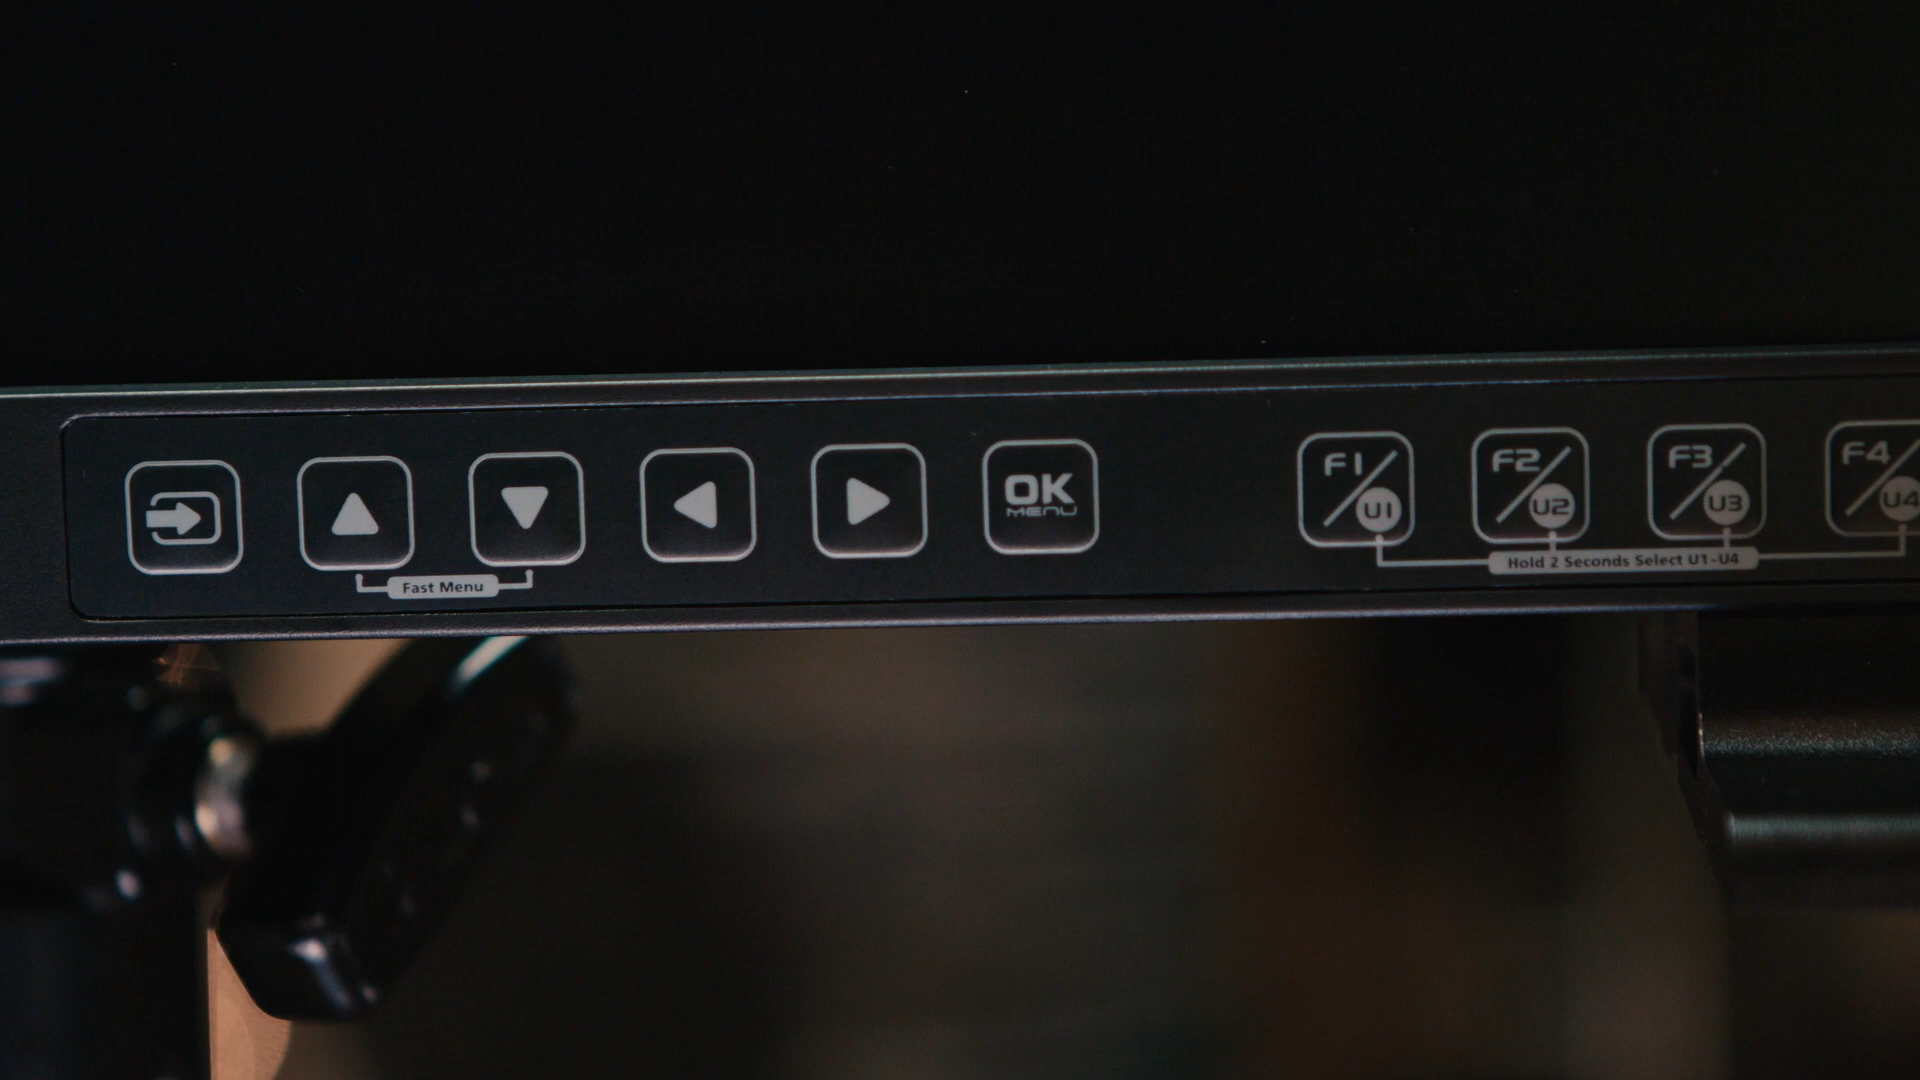 OK
MENU
F1
U1
F2
U2
F3
U3
F4
U4
Fast Menu
Hold 2 Seconds Select U1~U4